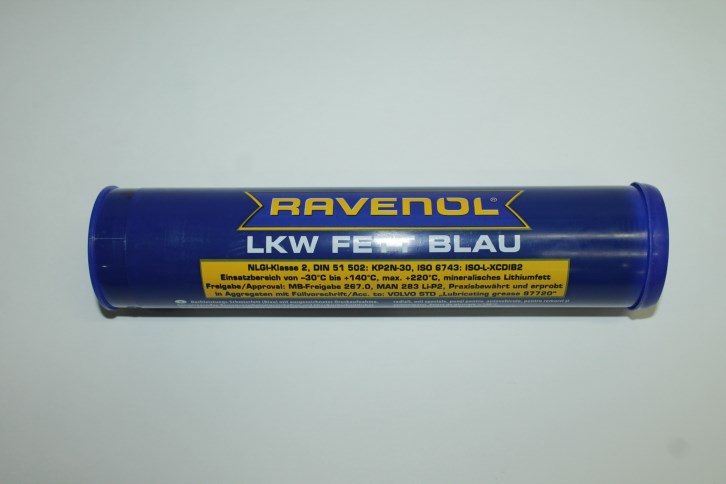 RAVENOL®
LKW FETT BLAU
NLGI-Klasse 2, DIN 51 502: KP2N-30, ISO 6743: ISO-L-XCDIB2
Einsatzbereich von -30°C bis +140°C, max. +220°C, mineralisches Lithiumfett
Freigabe/Approval: MB-Freigabe 267.0, MAN 283 Li-P2, Praxisbewährt und erprobt
in Aggregaten mit Füllvorschrift/Acc. to: VOLVO STD „Lubricating grease 97720"